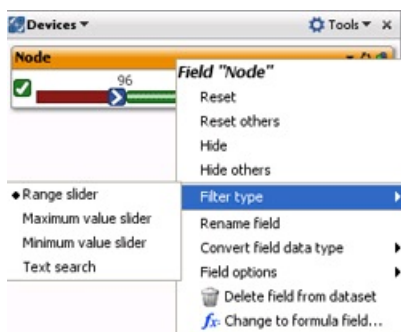 Devices
Tools
Node
96
Field "Node"
Reset
Reset others
Hide
Hide others
Filter type
Range slider
Maximum value slider
Minimum value slider
Text search
Rename field
Convert field data type
Field options
Delete field from dataset
fx Change to formula field...